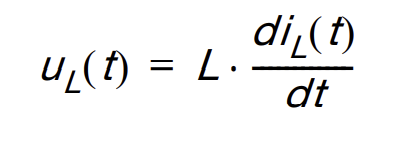 u_L(t) = L · di_L(t)/dt